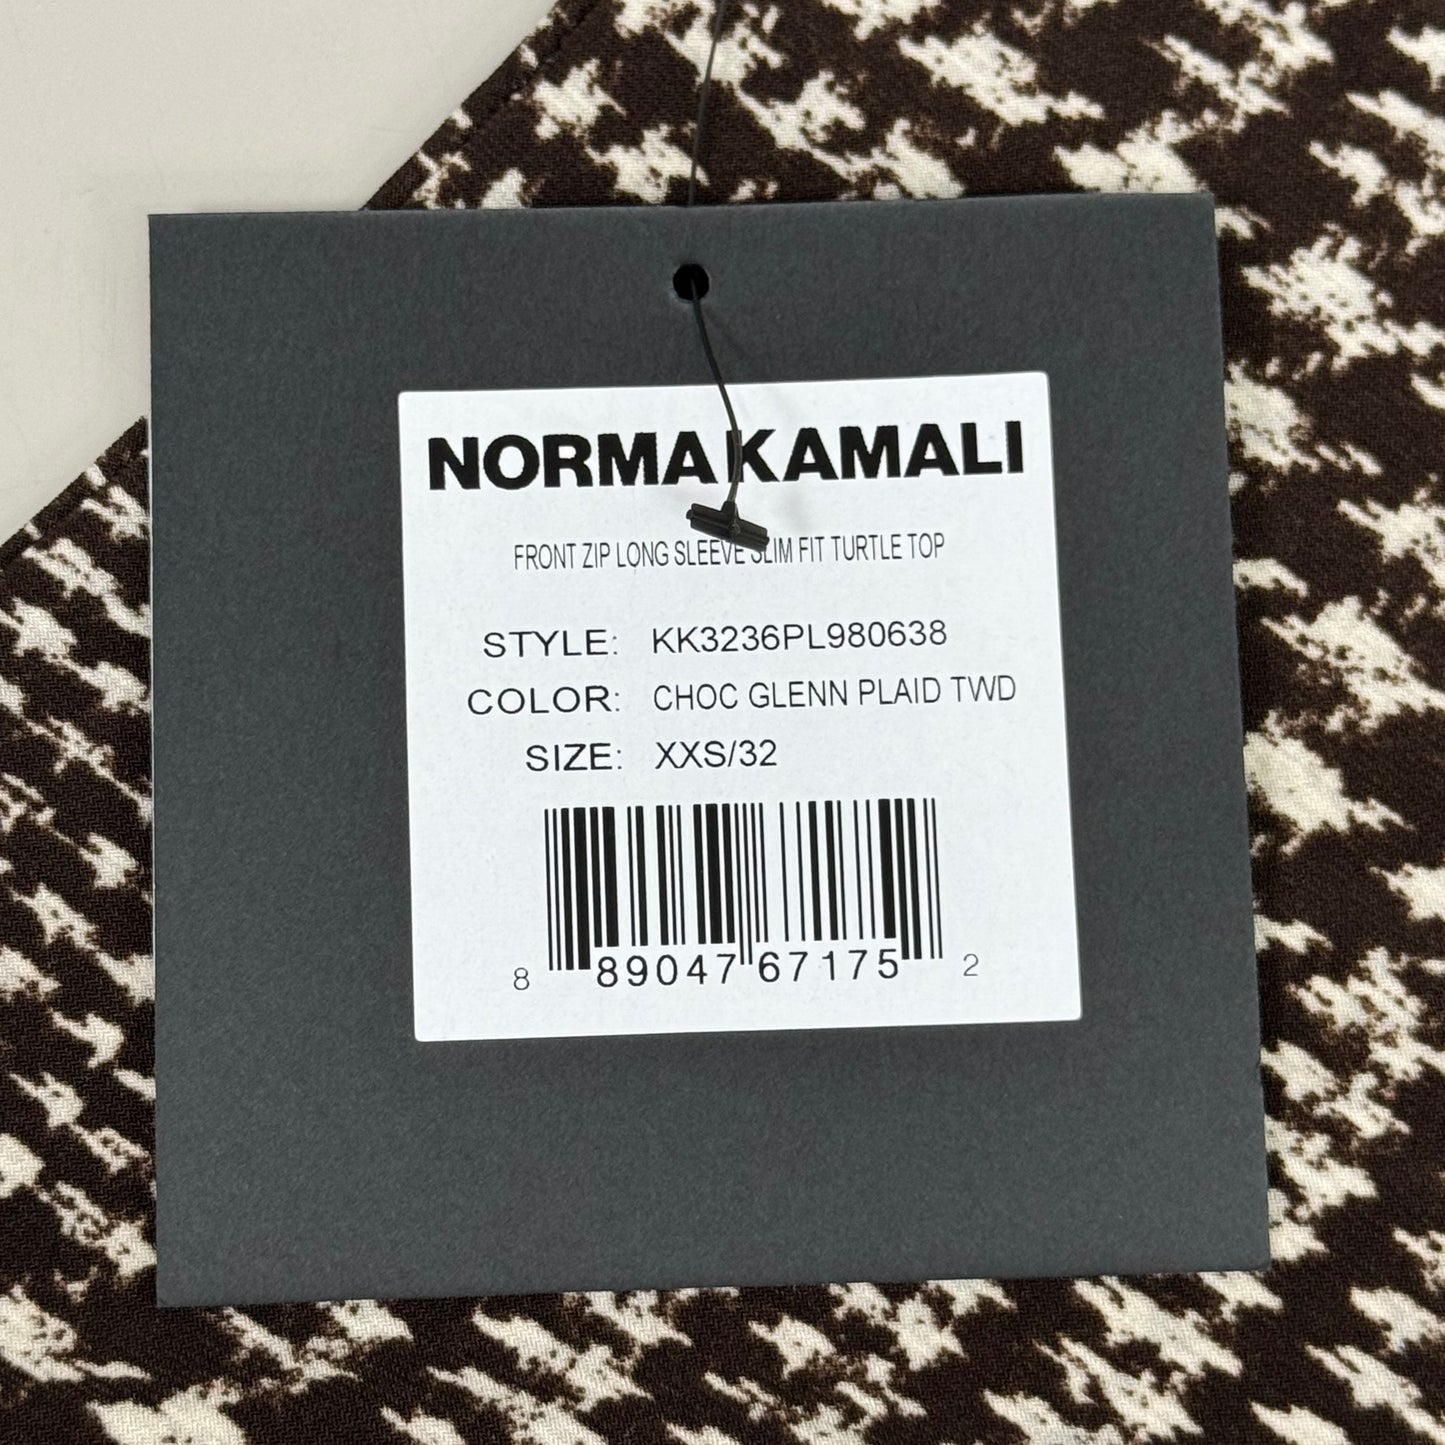 NORMA KAMALI
FRONT ZIP LONG SLEEVE SLIM FIT TURTLE TOP
STYLE: KK3236PL980638
COLOR: CHOC GLENN PLAID TWD
SIZE: XXS/32
8 89047 67175 2